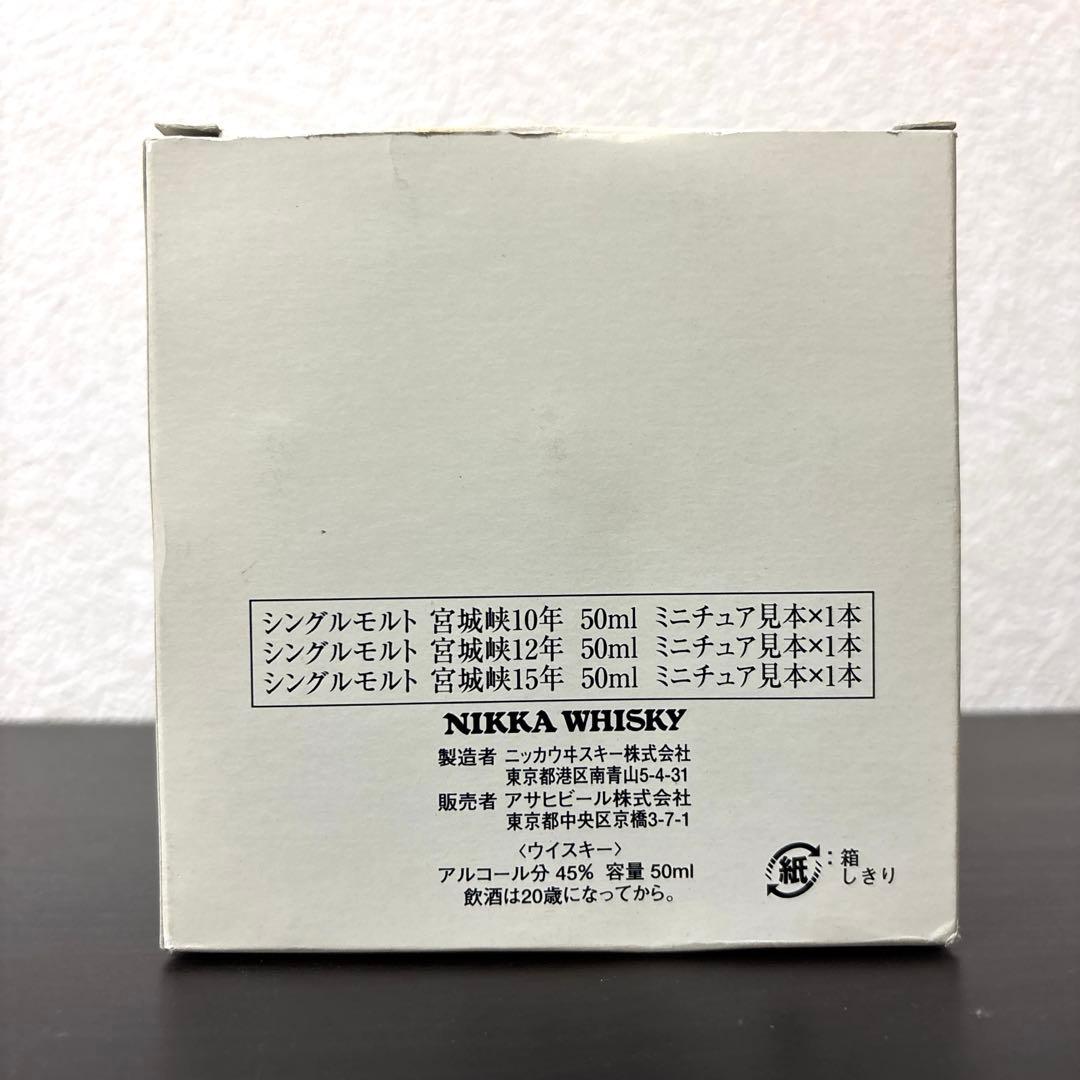 シングルモルト 宮城峡10年 50ml ミニチュア見本×1本
シングルモルト 宮城峡12年 50ml ミニチュア見本×1本
シングルモルト 宮城峡15年 50ml ミニチュア見本×1本
NIKKA WHISKY
製造者 ニッカウヰスキー株式会社
東京都港区南青山5-4-31
販売者 アサヒビール株式会社
東京都中央区京橋3-7-1
〈ウイスキー〉
アルコール分 45% 容量 50ml
飲酒は20歳になってから。
紙:箱
しきり